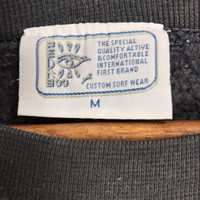 THE SPECIAL
QUALITY ACTIVE
&COMFORTABLE
INTERNATIONAL
FIRST BRAND
CUSTOM SURF WEAR
M